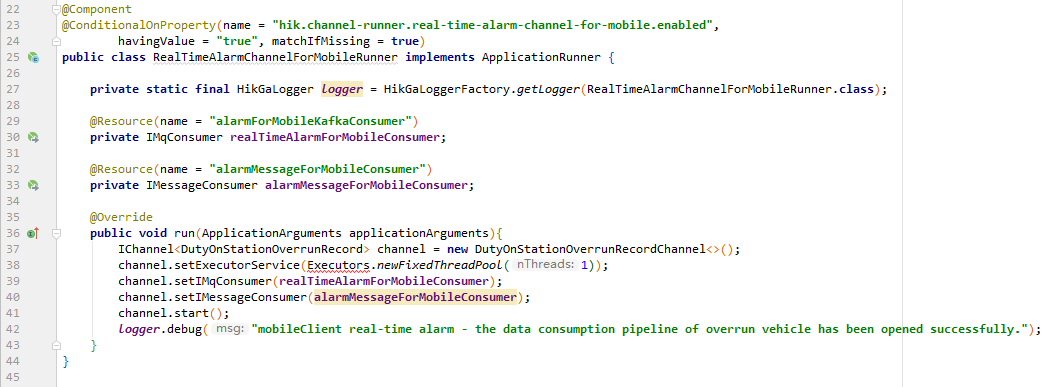 22 @Component
23 @ConditionalOnProperty(name = "hik.channel-runner.real-time-alarm-channel-for-mobile.enabled",
24         havingValue = "true", matchIfMissing = true)
25 public class RealTimeAlarmChannelForMobileRunner implements ApplicationRunner {
26
27     private static final HikGaLogger logger = HikGaLoggerFactory.getLogger(RealTimeAlarmChannelForMobileRunner.class);
28
29     @Resource(name = "alarmForMobileKafkaConsumer")
30     private IMqConsumer realTimeAlarmForMobileConsumer;
31
32     @Resource(name = "alarmMessageForMobileConsumer")
33     private IMessageConsumer alarmMessageForMobileConsumer;
34
35     @Override
36     public void run(ApplicationArguments applicationArguments){
37         IChannel<DutyOnStationOverrunRecord> channel = new DutyOnStationOverrunRecordChannel<>();
38         channel.setExecutorService(Executors.newFixedThreadPool( nThreads: 1));
39         channel.setIMqConsumer(realTimeAlarmForMobileConsumer);
40         channel.setIMessageConsumer(alarmMessageForMobileConsumer);
41         channel.start();
42         logger.debug( msg: "mobileClient real-time alarm - the data consumption pipeline of overrun vehicle has been opened successfully.");
43     }
44 }
45